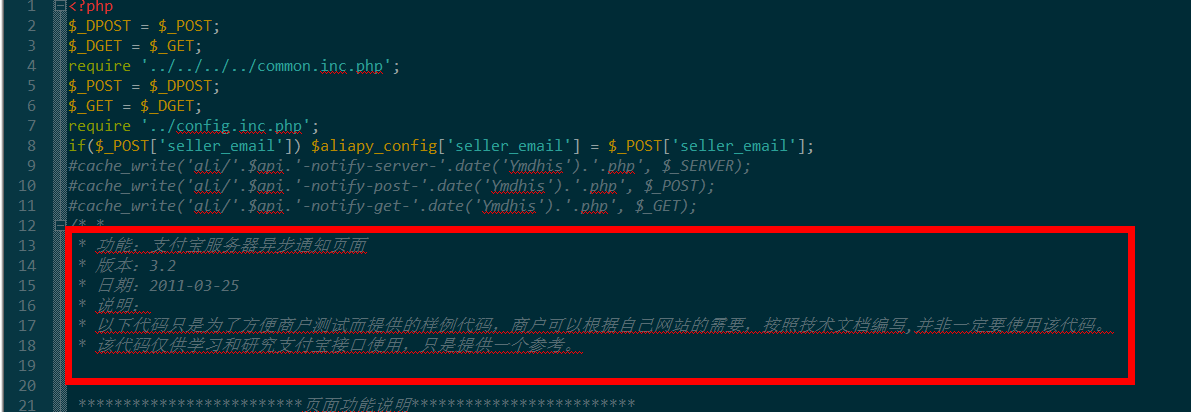 1 <?php
2 $_DPOST = $_POST;
3 $_DGET = $_GET;
4 require '../../../../common.inc.php';
5 $_POST = $_DPOST;
6 $_GET = $_DGET;
7 require '../config.inc.php';
8 if($_POST['seller_email']) $aliapy_config['seller_email'] = $_POST['seller_email'];
9 #cache_write('ali/'.$api.'-notify-server-'.date('Ymdhis').'.php', $_SERVER);
10 #cache_write('ali/'.$api.'-notify-post-'.date('Ymdhis').'.php', $_POST);
11 #cache_write('ali/'.$api.'-notify-get-'.date('Ymdhis').'.php', $_GET);
12 /* *
13 * 功能：支付宝服务器异步通知页面
14 * 版本：3.2
15 * 日期：2011-03-25
16 * 说明：
17 * 以下代码只是为了方便商户测试而提供的样例代码，商户可以根据自己网站的需要，按照技术文档编写,并非一定要使用该代码。
18 * 该代码仅供学习和研究支付宝接口使用，只是提供一个参考。
19
20
21 *************************页面功能说明*************************